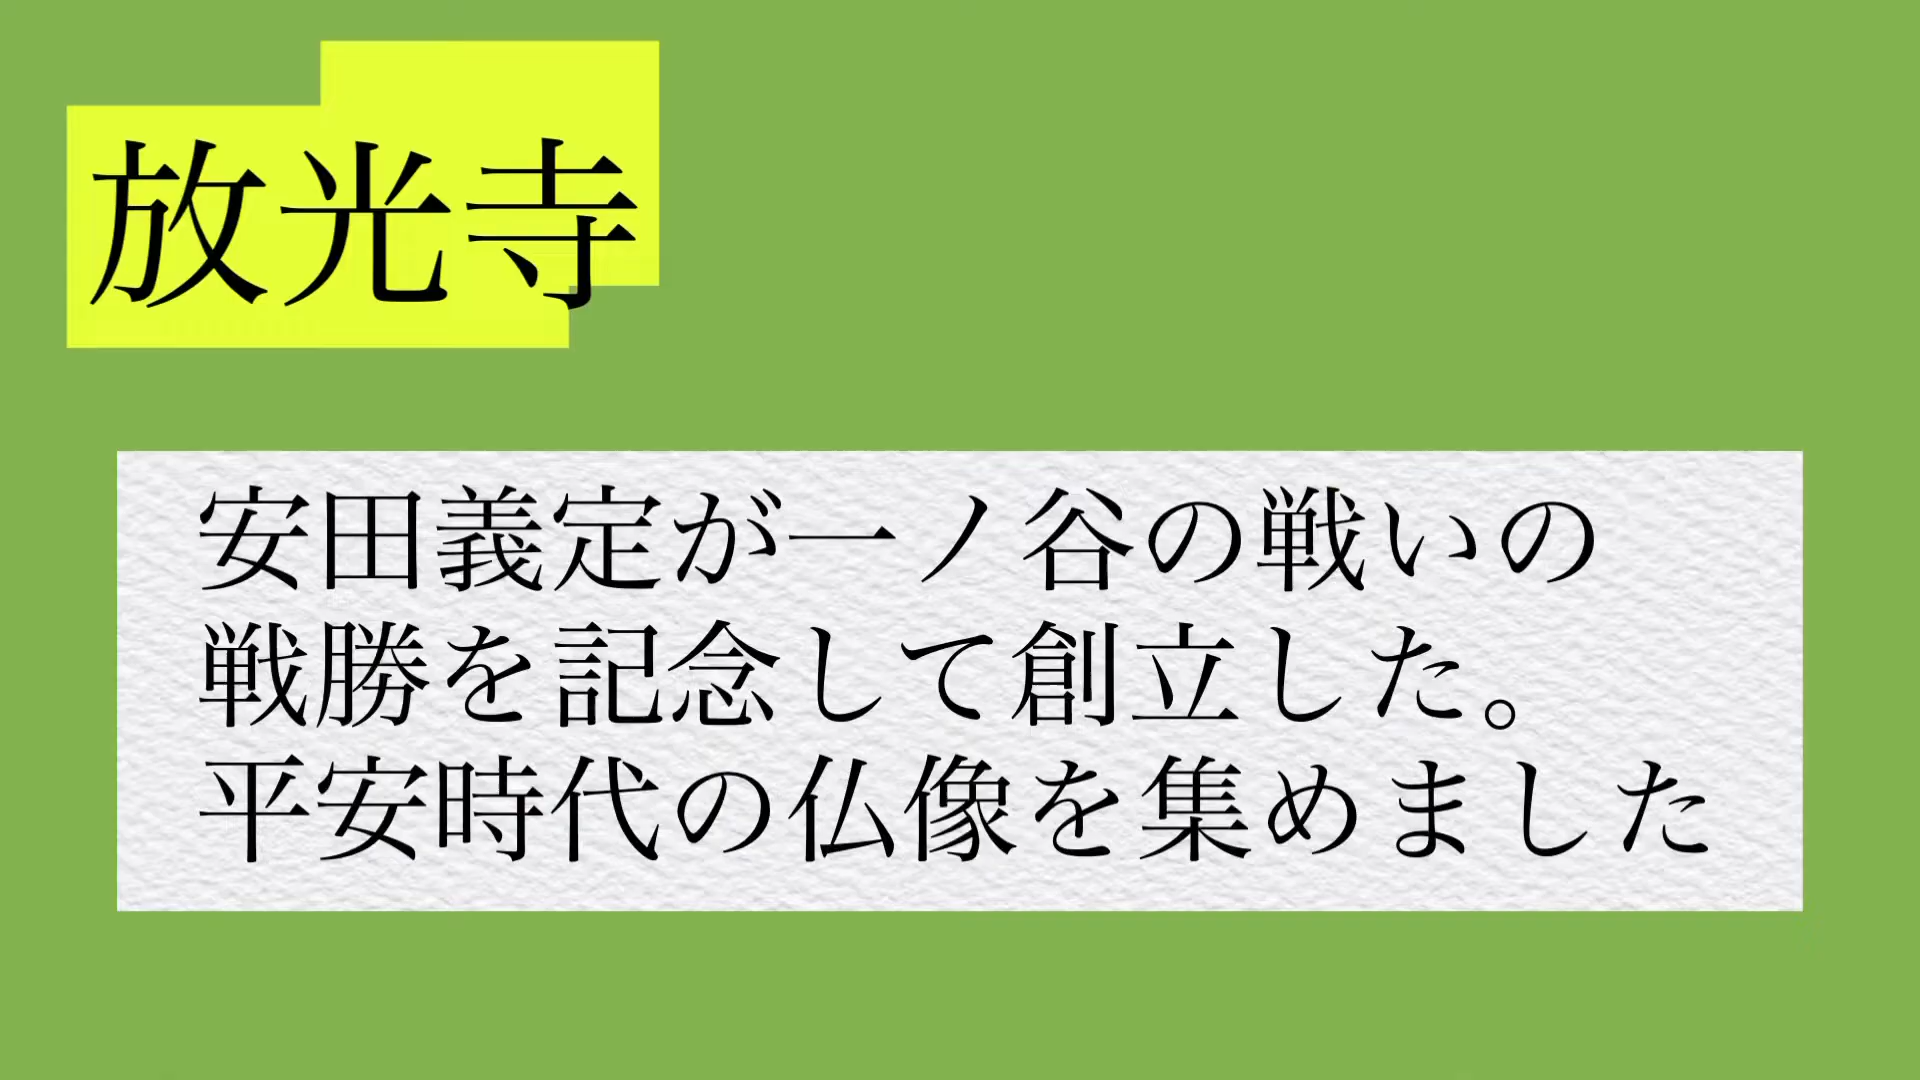 放光寺
安田義定が一ノ谷の戦いの
戦勝を記念して創立した。
平安時代の仏像を集めました